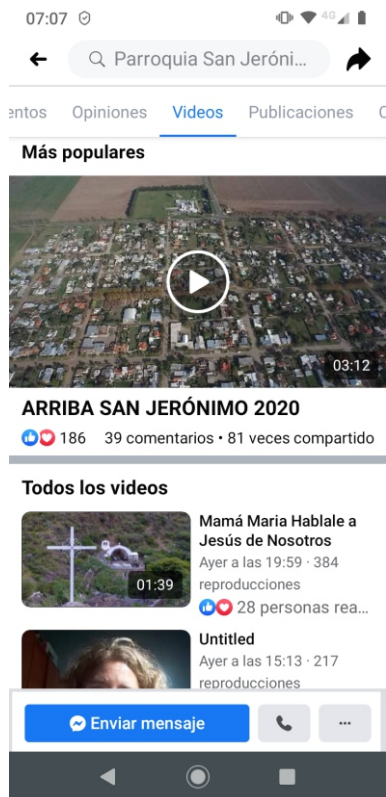 07:07
4G
Parroquia San Jeróni...
entos Opiniones Videos Publicaciones C
Más populares
03:12
ARRIBA SAN JERÓNIMO 2020
186 39 comentarios • 81 veces compartido
Todos los videos
01:39
Mamá Maria Hablale a
Jesús de Nosotros
Ayer a las 19:59 · 384
reproducciones
28 personas rea...
Untitled
Ayer a las 15:13 · 217
reproducciones
Enviar mensaje